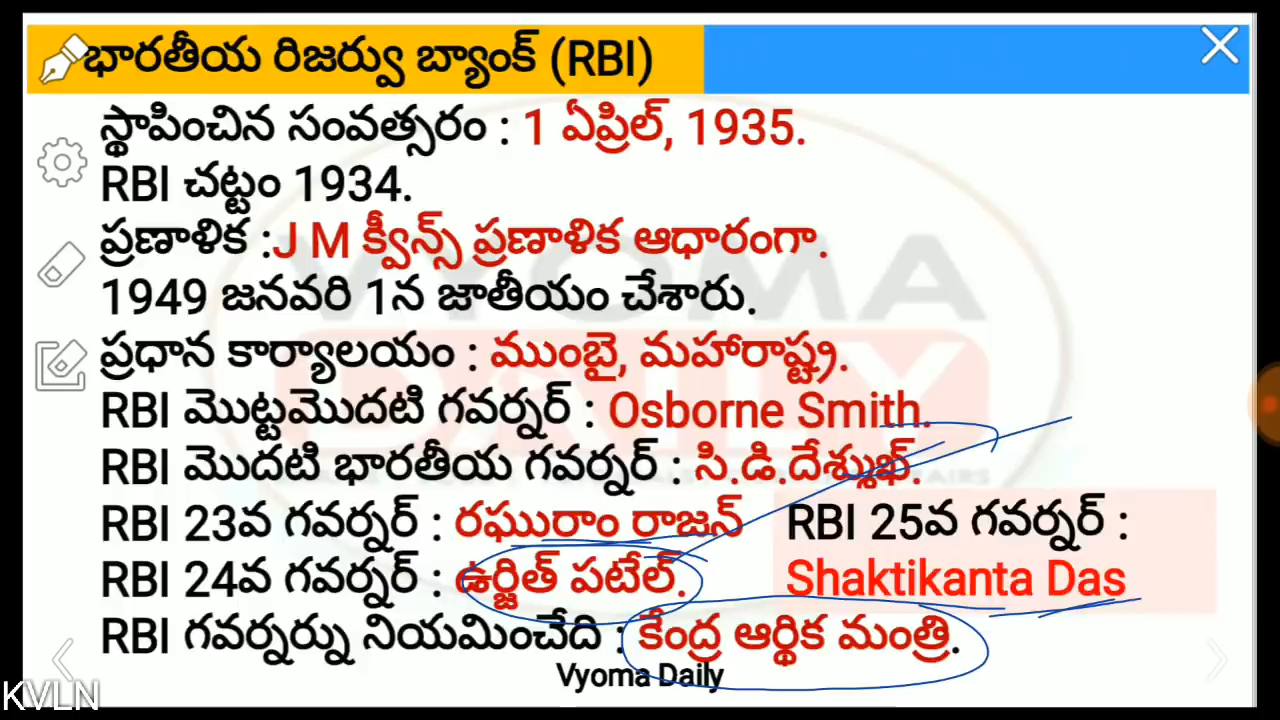 భారతీయ రిజర్వు బ్యాంక్ (RBI)
స్థాపించిన సంవత్సరం : 1 ఏప్రిల్, 1935.
RBI చట్టం 1934.
ప్రణాళిక :J M క్వీన్స్ ప్రణాళిక ఆధారంగా.
1949 జనవరి 1న జాతీయం చేశారు.
ప్రధాన కార్యాలయం : ముంబై, మహారాష్ట్ర.
RBI మొట్టమొదటి గవర్నర్ : Osborne Smith.
RBI మొదటి భారతీయ గవర్నర్ : సి.డి.దేశ్ముఖ్.
RBI 23వ గవర్నర్ : రఘురాం రాజన్
RBI 24వ గవర్నర్ : ఉర్జిత్ పటేల్.
RBI 25వ గవర్నర్ :
Shaktikanta Das
RBI గవర్నర్ను నియమించేది : కేంద్ర ఆర్థిక మంత్రి.
Vyoma Daily
KVLN
VYOMA
DAILY